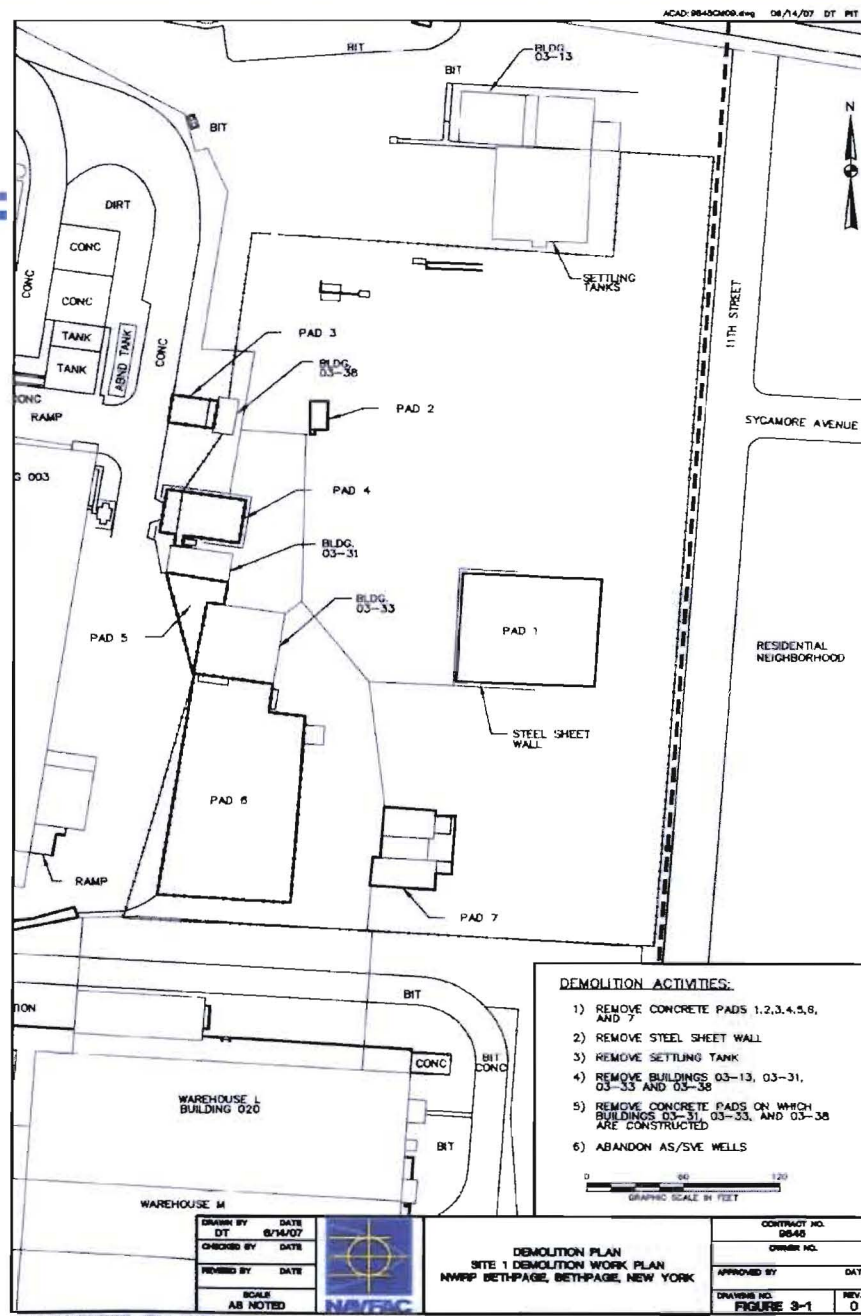 ACAD: 9845CM09.dwg 06/14/07 DT PIT
BIT
BLDG.
03-13
BIT
BIT
N
DIRT
CONC
CONC
CONC
TANK
TANK
ABND TANK
CONC
SETTLING
TANKS
11TH STREET
PAD 3
BLDG.
03-38
PAD 2
SYCAMORE AVENUE
CONC
RAMP
G 003
PAD 4
BLDG.
03-31
BLDG.
03-33
PAD 5
PAD 1
RESIDENTIAL
NEIGHBORHOOD
STEEL SHEET
WALL
PAD 6
RAMP
PAD 7
BIT
TION
CONC
BIT
CONC
WAREHOUSE L
BUILDING 020
BIT
WAREHOUSE M
DEMOLITION ACTIVITIES:
1) REMOVE CONCRETE PADS 1,2,3,4,5,6,
AND 7
2) REMOVE STEEL SHEET WALL
3) REMOVE SETTLING TANK
4) REMOVE BUILDINGS 03-13, 03-31,
03-33 AND 03-38
5) REMOVE CONCRETE PADS ON WHICH
BUILDINGS 03-31, 03-33, AND 03-38
ARE CONSTRUCTED
6) ABANDON AS/SVE WELLS
0 60 120
GRAPHIC SCALE IN FEET
DRAWN BY DATE
DT 6/14/07
CHECKED BY DATE
REVISED BY DATE
SCALE
AS NOTED
NAVFAC
DEMOLITION PLAN
SITE 1 DEMOLITION WORK PLAN
NWIRP BETHPAGE, BETHPAGE, NEW YORK
CONTRACT NO.
9845
OWNER NO.
APPROVED BY DAT
DRAWING NO.
FIGURE 3-1
REV.
0